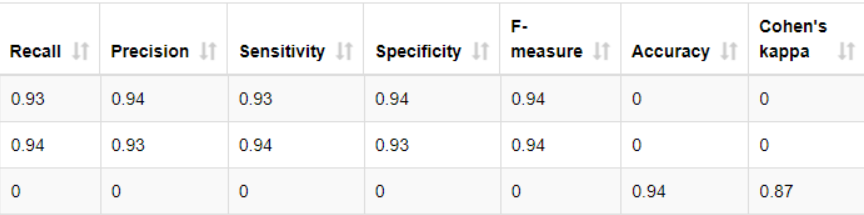 Recall Precision Sensitivity Specificity F-measure Accuracy Cohen's kappa
0.93 0.94 0.93 0.94 0.94 0 0
0.94 0.93 0.94 0.93 0.94 0 0
0 0 0 0 0 0.94 0.87